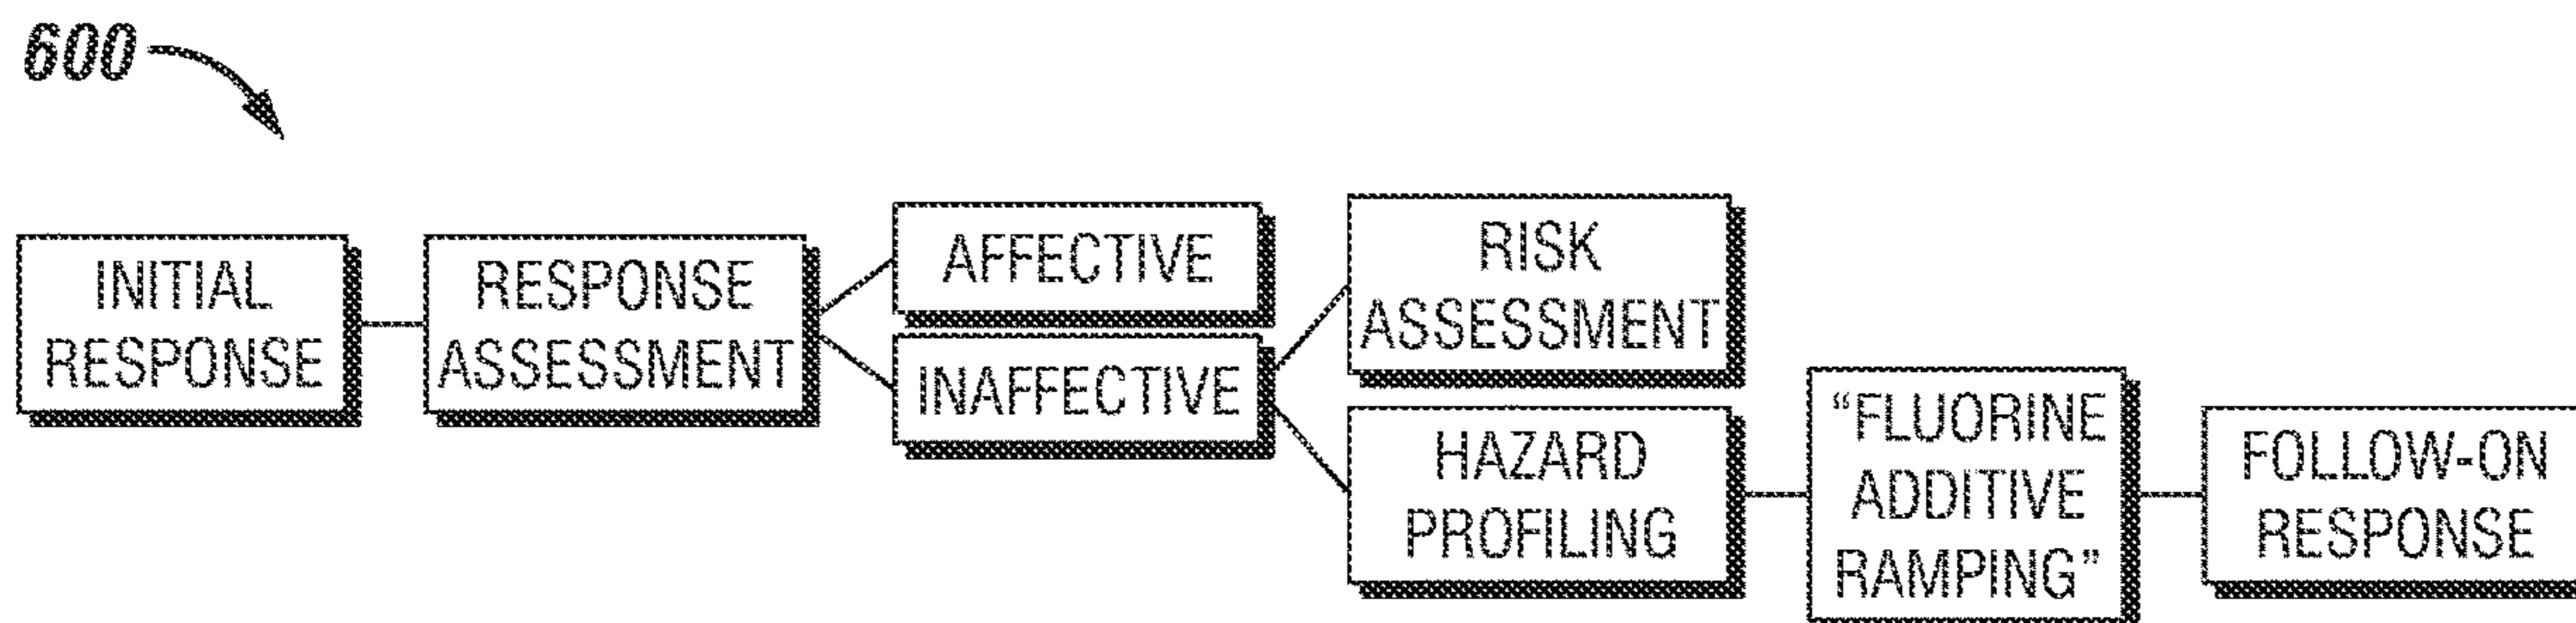 600
INITIAL
RESPONSE
RESPONSE
ASSESSMENT
AFFECTIVE
INAFFECTIVE
RISK
ASSESSMENT
HAZARD
PROFILING
“FLUORINE
ADDITIVE
RAMPING”
FOLLOW-ON
RESPONSE